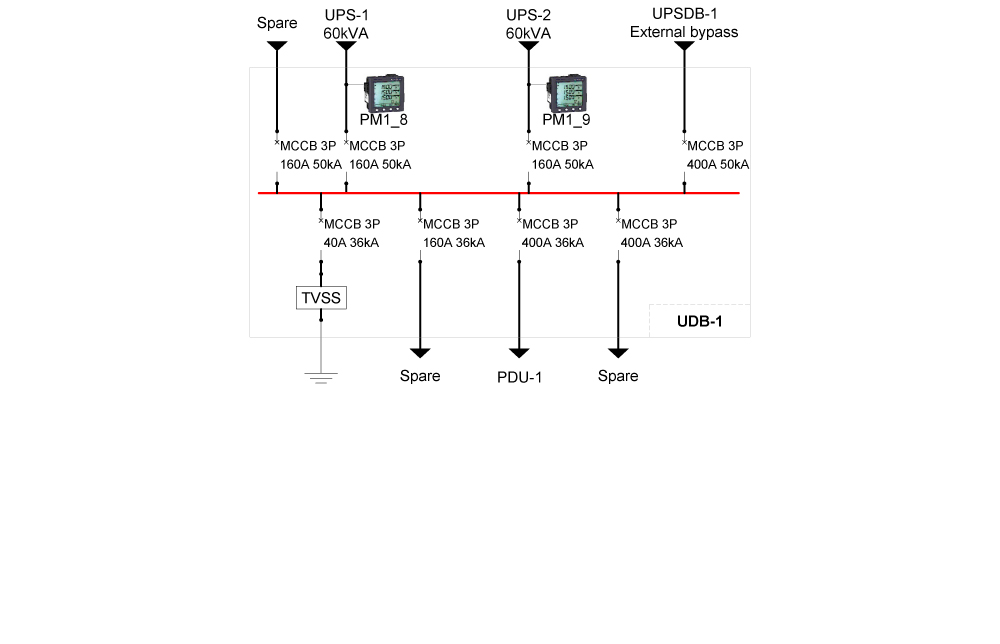 Spare
UPS-1
60kVA
UPS-2
60kVA
UPSDB-1
External bypass
PM1_8
PM1_9
MCCB 3P
160A 50kA
MCCB 3P
160A 50kA
MCCB 3P
160A 50kA
MCCB 3P
400A 50kA
MCCB 3P
40A 36kA
MCCB 3P
160A 36kA
MCCB 3P
400A 36kA
MCCB 3P
400A 36kA
TVSS
UDB-1
Spare
PDU-1
Spare